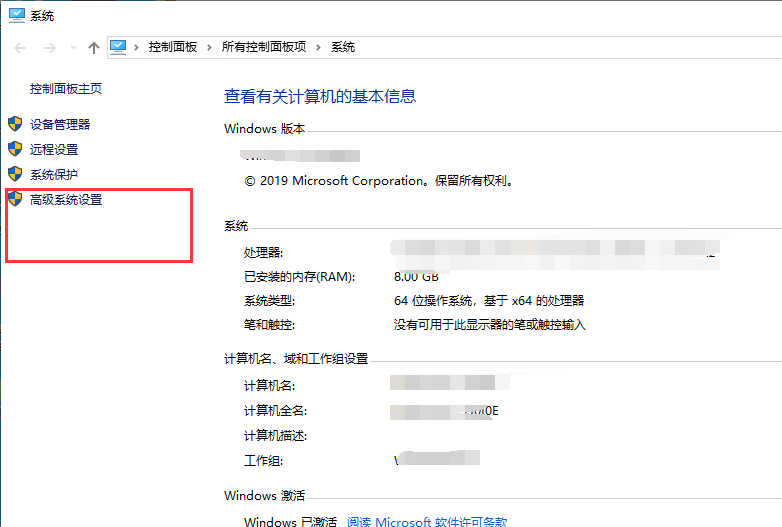 系统
控制面板 › 所有控制面板项 › 系统
控制面板主页
设备管理器
远程设置
系统保护
高级系统设置
查看有关计算机的基本信息
Windows 版本
© 2019 Microsoft Corporation。保留所有权利。
系统
处理器:
已安装的内存(RAM): 8.00 GB
系统类型: 64 位操作系统，基于 x64 的处理器
笔和触控: 没有可用于此显示器的笔或触控输入
计算机名、域和工作组设置
计算机名:
计算机全名:
计算机描述:
工作组:
Windows 激活
Windows 已激活 阅读 Microsoft 软件许可条款